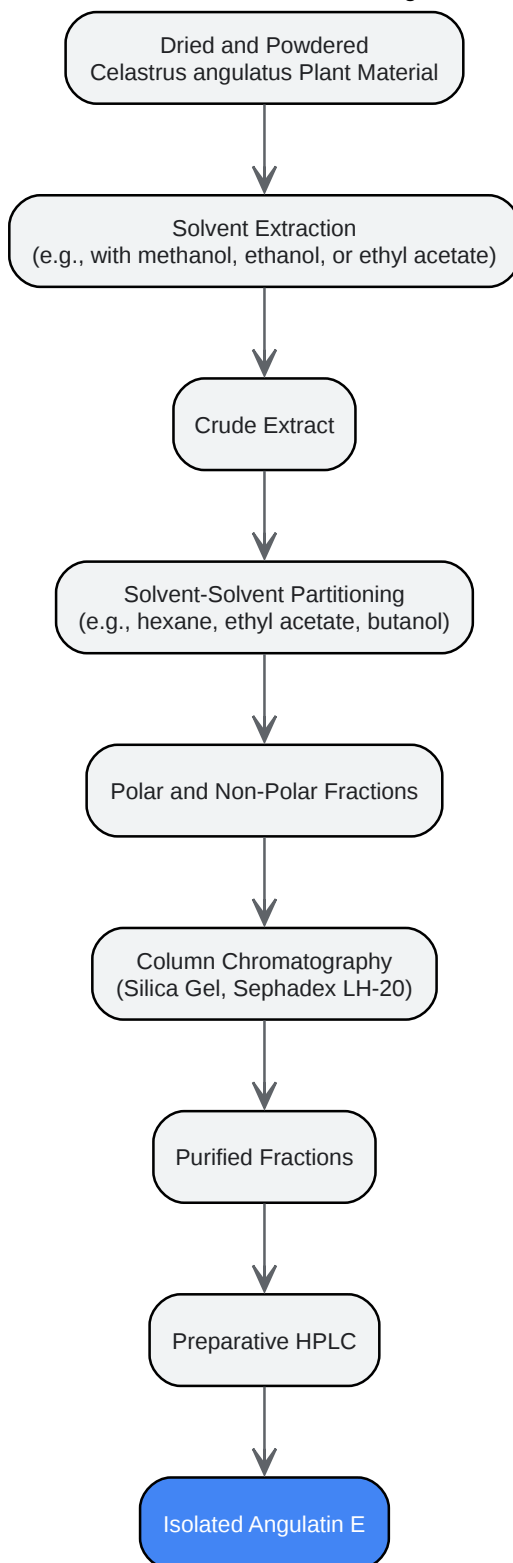 Dried and Powdered
Celastrus angulatus Plant Material
Solvent Extraction
(e.g., with methanol, ethanol, or ethyl acetate)
Crude Extract
Solvent-Solvent Partitioning
(e.g., hexane, ethyl acetate, butanol)
Polar and Non-Polar Fractions
Column Chromatography
(Silica Gel, Sephadex LH-20)
Purified Fractions
Preparative HPLC
Isolated Angulatin E